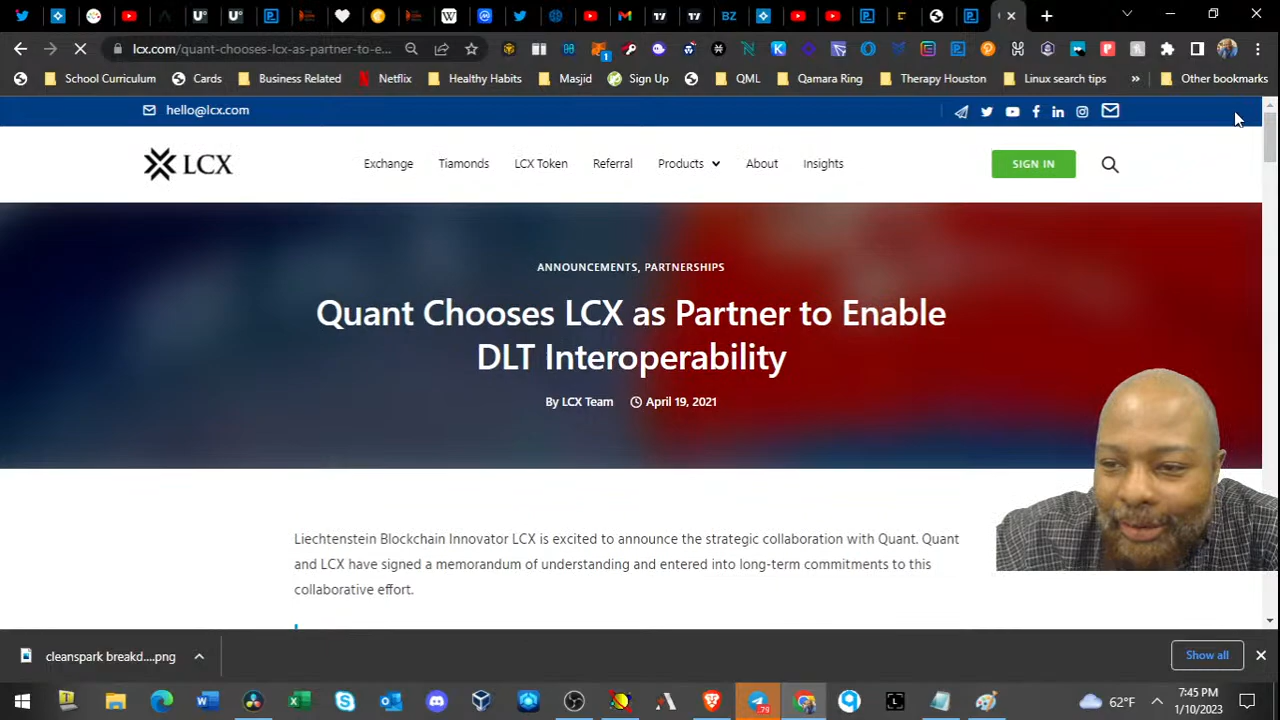 lcx.com/quant-chooses-lcx-as-partner-to-e...
1
School Curriculum
Cards
Business Related
Netflix
Healthy Habits
Masjid
Sign Up
QML
Qamara Ring
Therapy Houston
Linux search tips
»
Other bookmarks
hello@lcx.com
LCX
Exchange
Tiamonds
LCX Token
Referral
Products
About
Insights
SIGN IN
ANNOUNCEMENTS, PARTNERSHIPS
Quant Chooses LCX as Partner to Enable
DLT Interoperability
By LCX Team
April 19, 2021
Liechtenstein Blockchain Innovator LCX is excited to announce the strategic collaboration with Quant. Quant
and LCX have signed a memorandum of understanding and entered into long-term commitments to this
collaborative effort.
cleanspark breakd....png
Show all
62°F
7:45 PM
1/10/2023